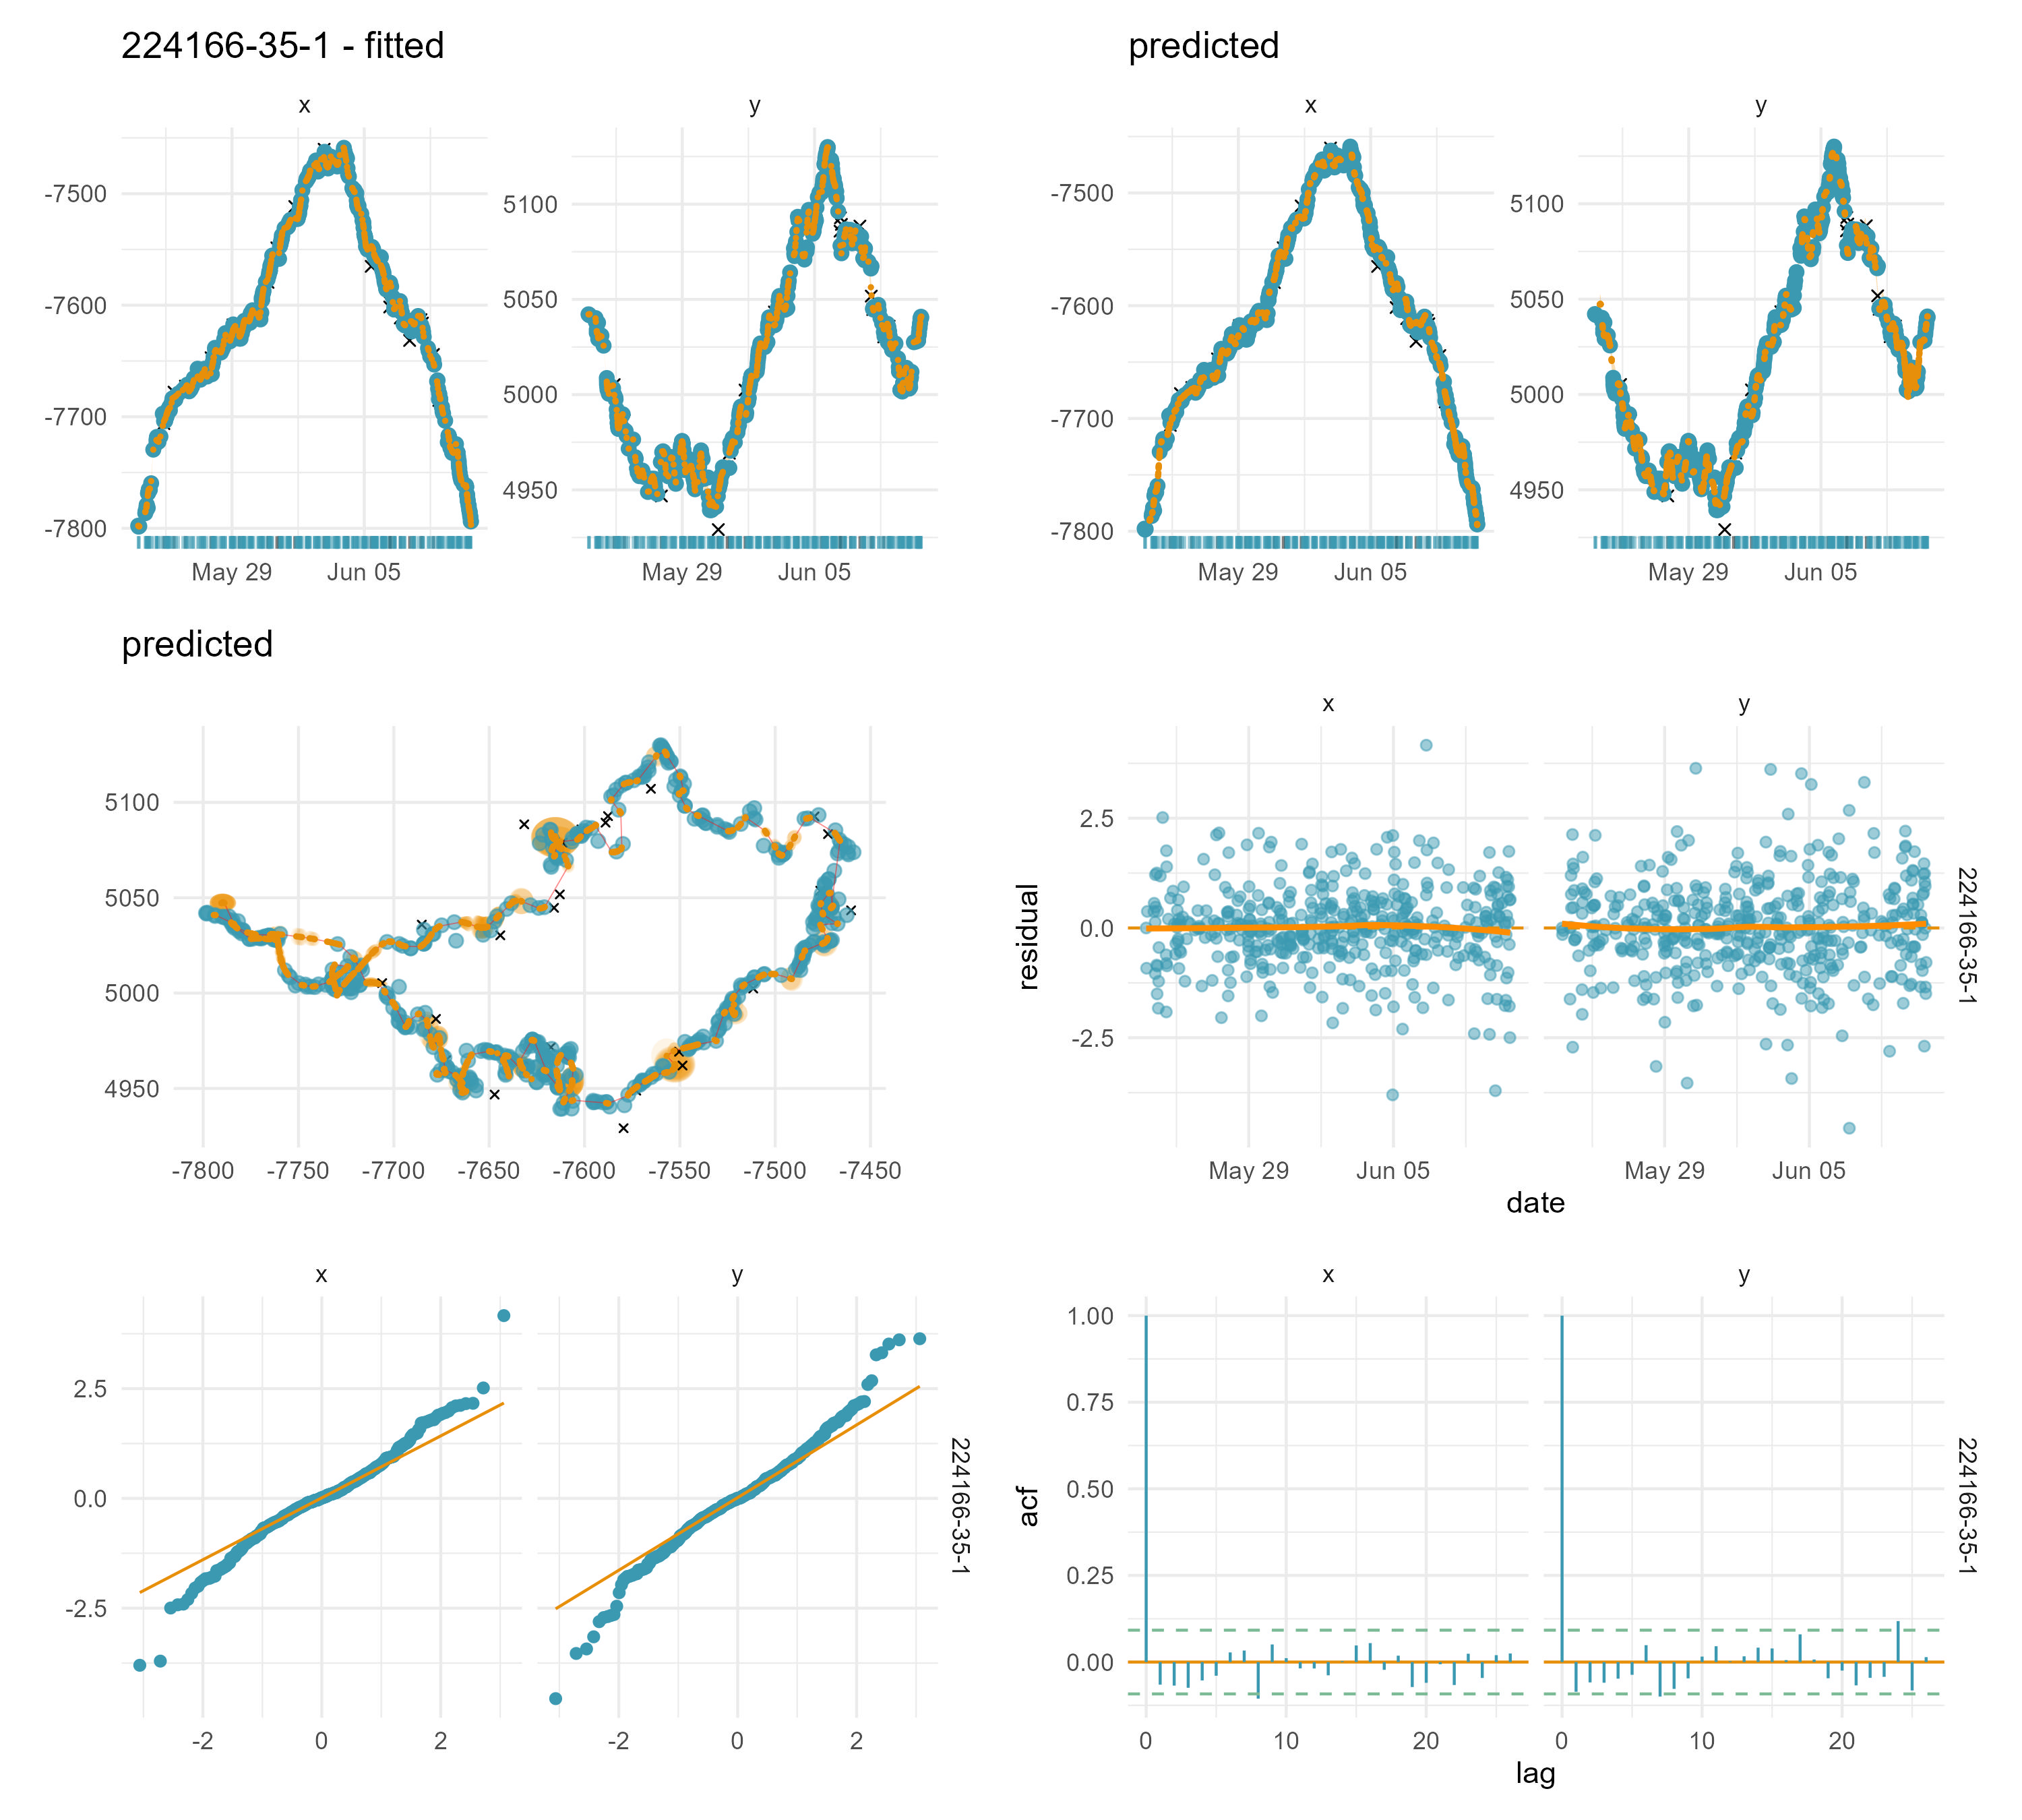 224166-35-1 - fitted
predicted
x
y
x
y
-7500
-7600
-7700
-7800
5100
5050
5000
4950
-7500
-7600
-7700
-7800
5100
5050
5000
4950
May 29
Jun 05
May 29
Jun 05
May 29
Jun 05
May 29
Jun 05
predicted
5100
5050
5000
4950
-7800
-7750
-7700
-7650
-7600
-7550
-7500
-7450
x
y
residual
2.5
0.0
-2.5
224166-35-1
May 29
Jun 05
May 29
Jun 05
date
x
y
2.5
0.0
-2.5
224166-35-1
-2
0
2
-2
0
2
x
y
acf
1.00
0.75
0.50
0.25
0.00
224166-35-1
0
10
20
0
10
20
lag